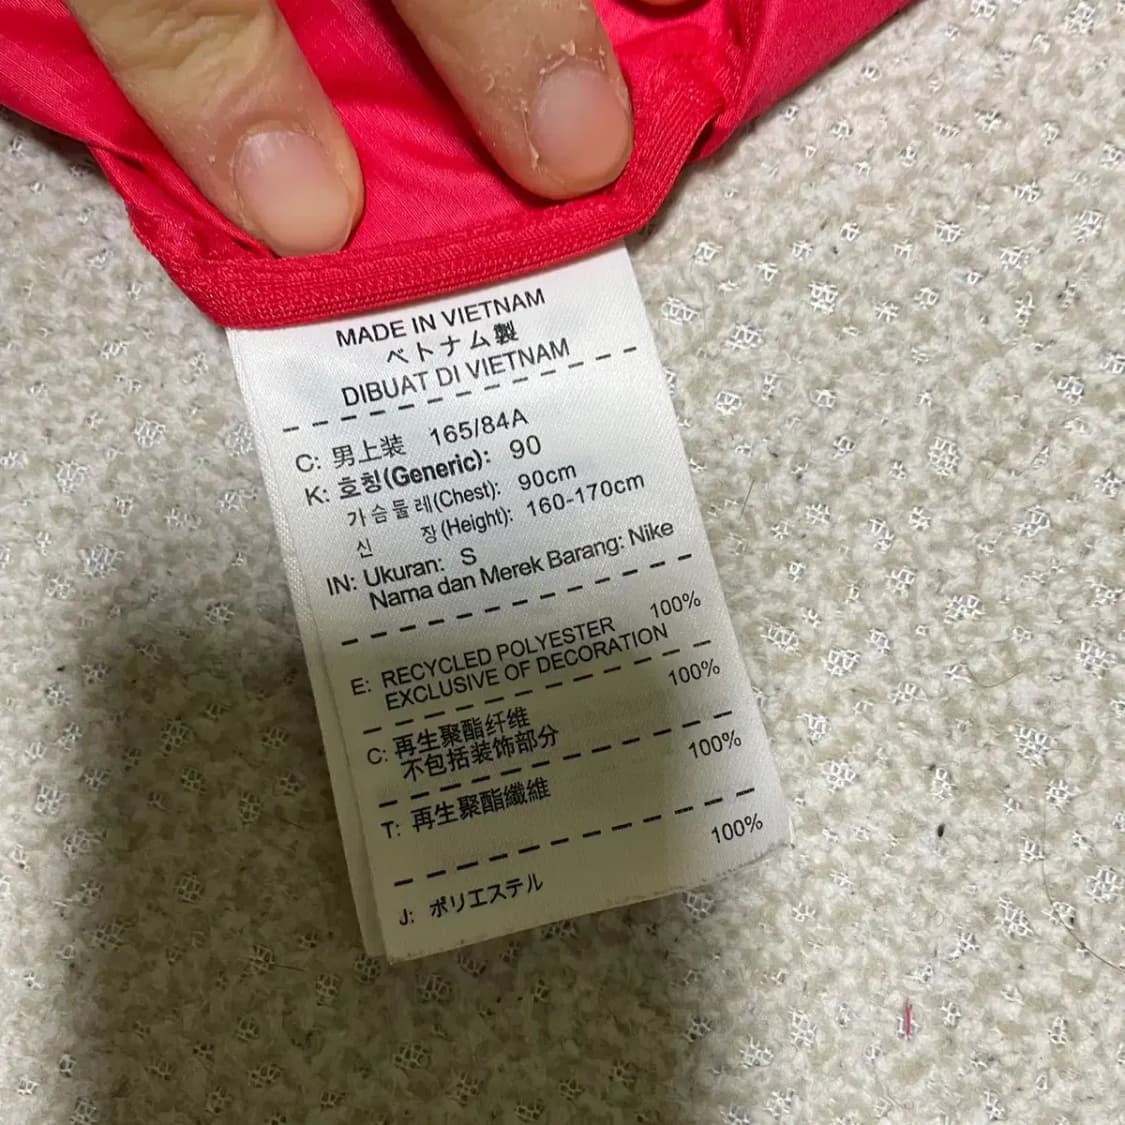 MADE IN VIETNAM
ベトナム製
DIBUAT DI VIETNAM
C: 男上装 165/84A
K: 호칭(Generic): 90
가슴둘레(Chest): 90cm
신 장(Height): 160-170cm
IN: Ukuran: S
Nama dan Merek Barang: Nike
E: RECYCLED POLYESTER 100%
EXCLUSIVE OF DECORATION
C: 再生聚酯纤维 100%
不包括装饰部分
T: 再生聚酯纖維 100%
J: ポリエステル 100%